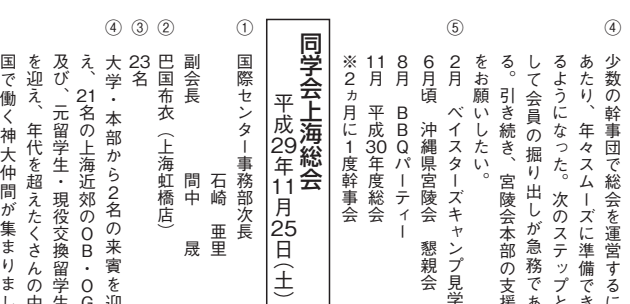 ④ 少数の幹事団で総会を運営するに
あたり、年々スムーズに準備でき
るようになった。次のステップと
して会員の掘り出しが急務であ
る。引き続き、宮陵会本部の支援
をお願いしたい。
⑤ 2月 ベイスターズキャンプ見学
6月頃 沖縄県宮陵会 懇親会
8月 BBQパーティー
11月 平成30年度総会
※2ヵ月に1度幹事会
同学会上海総会
平成29年11月25日(土)
① 国際センター事務部次長
石崎 亜里
副会長 間中 晟
② 巴国布衣(上海虹橋店)
③ 23名
④ 大学・本部から2名の来賓を迎
え、21名の上海近郊のOB・OG
及び、元留学生・現役交換留学生
を迎え、年代を超えたくさんの中
国で働く神大仲間が集まりまし